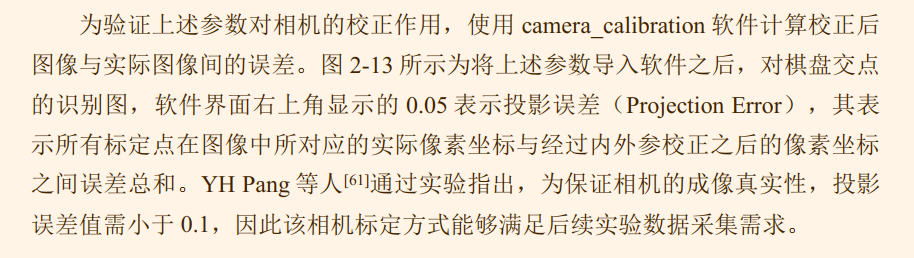 为验证上述参数对相机的校正作用，使用 camera_calibration 软件计算校正后
图像与实际图像间的误差。图 2-13 所示为将上述参数导入软件之后，对棋盘交点
的识别图，软件界面右上角显示的 0.05 表示投影误差（Projection Error），其表
示所有标定点在图像中所对应的实际像素坐标与经过内外参校正之后的像素坐标
之间误差总和。YH Pang 等人[61]通过实验指出，为保证相机的成像真实性，投影
误差值需小于 0.1，因此该相机标定方式能够满足后续实验数据采集需求。